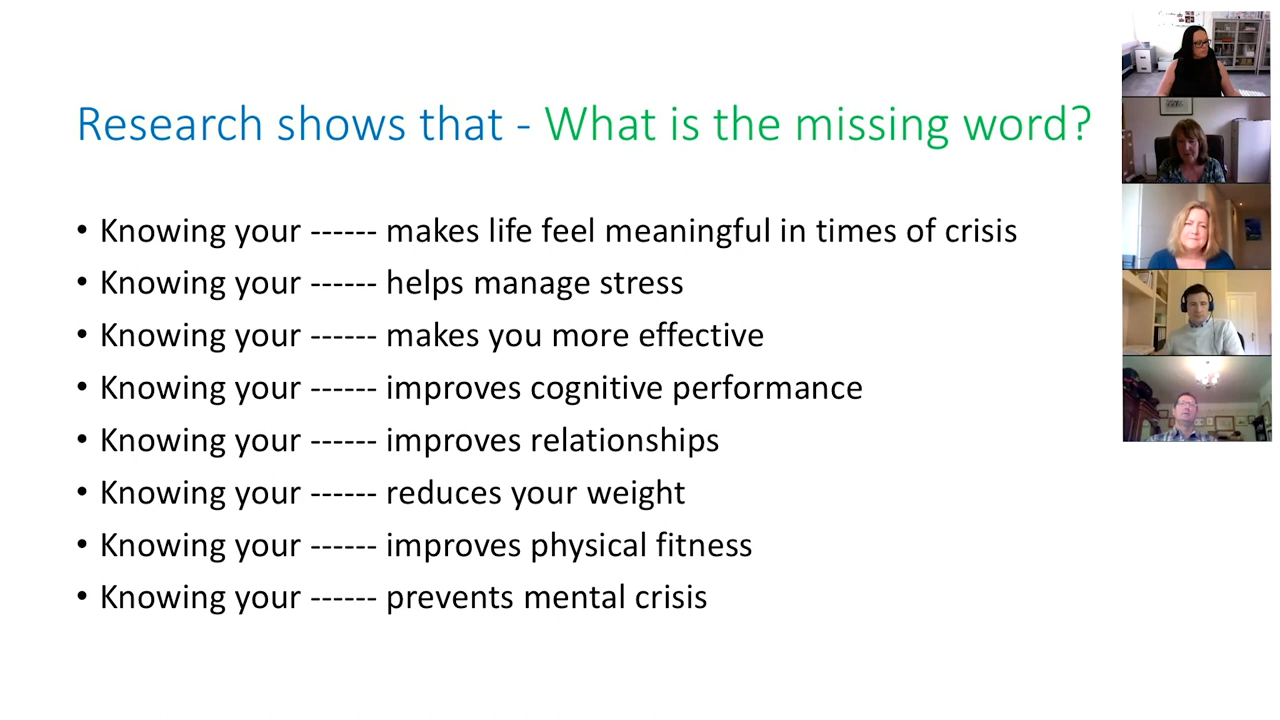 Research shows that - What is the missing word?
• Knowing your ------ makes life feel meaningful in times of crisis
• Knowing your ------ helps manage stress
• Knowing your ------ makes you more effective
• Knowing your ------ improves cognitive performance
• Knowing your ------ improves relationships
• Knowing your ------ reduces your weight
• Knowing your ------ improves physical fitness
• Knowing your ------ prevents mental crisis